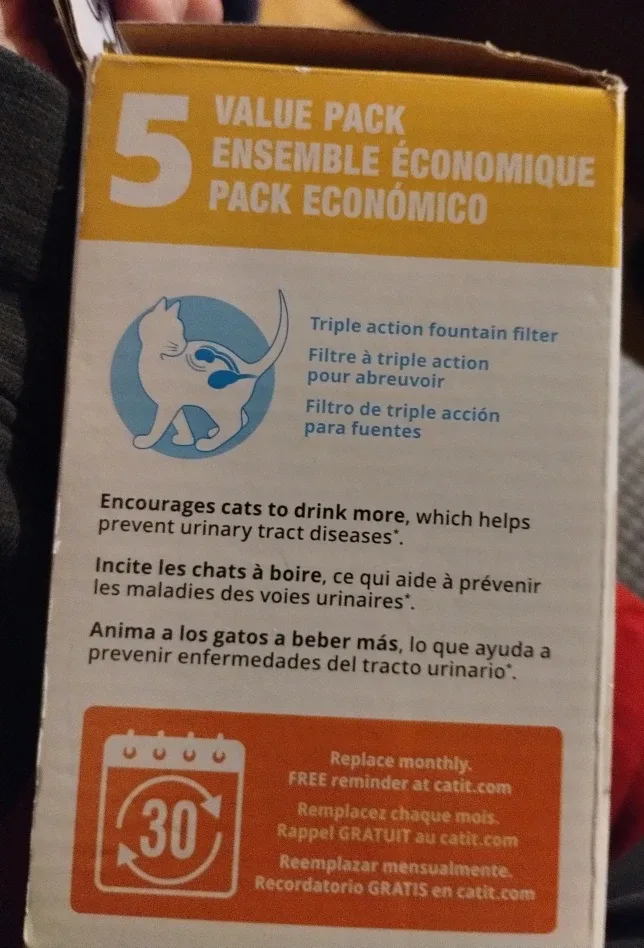 5
VALUE PACK
ENSEMBLE ÉCONOMIQUE
PACK ECONÓMICO
Triple action fountain filter
Filtre à triple action
pour abreuvoir
Filtro de triple acción
para fuentes
Encourages cats to drink more, which helps
prevent urinary tract diseases*.
Incite les chats à boire, ce qui aide à prévenir
les maladies des voies urinaires*.
Anima a los gatos a beber más, lo que ayuda a
prevenir enfermedades del tracto urinario*.
30
Replace monthly.
FREE reminder at catit.com
Remplacez chaque mois.
Rappel GRATUIT au catit.com
Reemplazar mensualmente.
Recordatorio GRATIS en catit.com